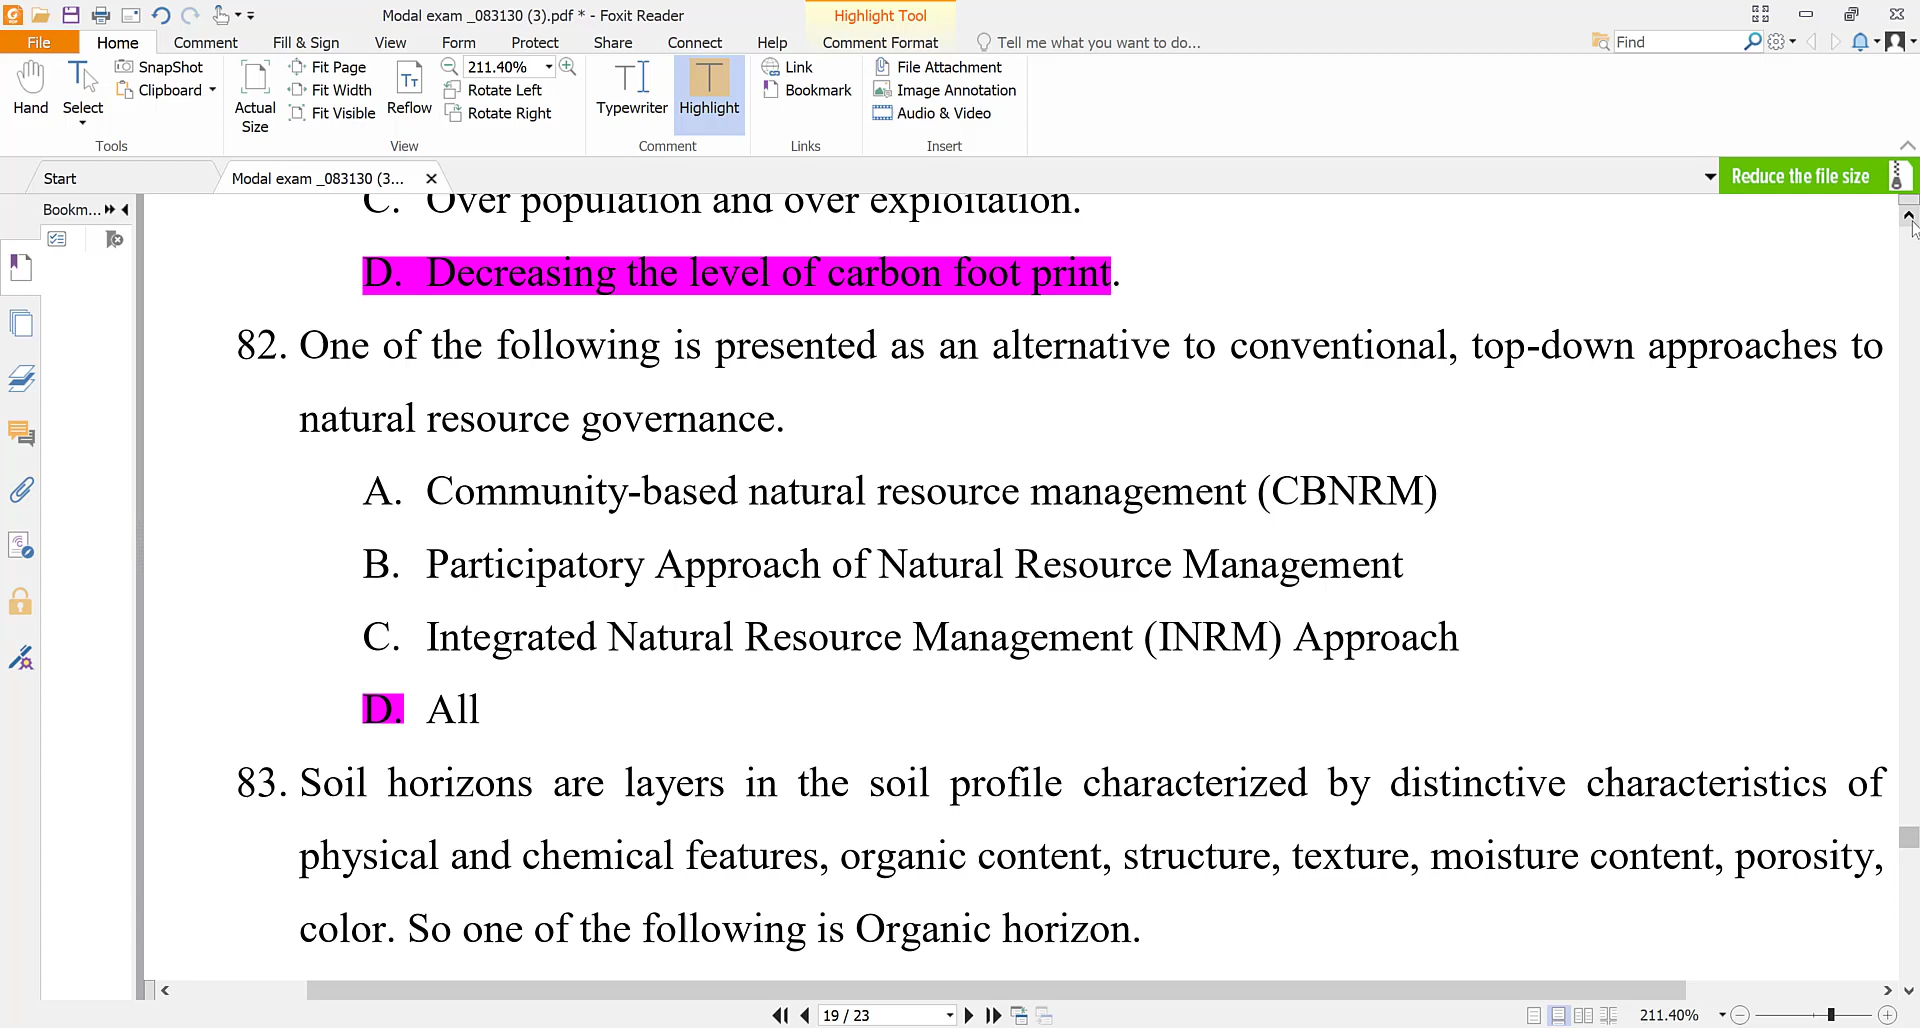 Modal exam _083130 (3).pdf * - Foxit Reader
Highlight Tool
File Home Comment Fill & Sign View Form Protect Share Connect Help Comment Format Tell me what you want to do... Find
Hand
Select
SnapShot
Clipboard
Tools
Actual Size
Fit Page
Fit Width
Fit Visible
Reflow
211.40%
Rotate Left
Rotate Right
View
Typewriter
Highlight
Comment
Link
Bookmark
Links
File Attachment
Image Annotation
Audio & Video
Insert
Start
Modal exam _083130 (3...
Reduce the file size
Bookm...
C. Over population and over exploitation.
D. Decreasing the level of carbon foot print.
82. One of the following is presented as an alternative to conventional, top-down approaches to
natural resource governance.
A. Community-based natural resource management (CBNRM)
B. Participatory Approach of Natural Resource Management
C. Integrated Natural Resource Management (INRM) Approach
D. All
83. Soil horizons are layers in the soil profile characterized by distinctive characteristics of
physical and chemical features, organic content, structure, texture, moisture content, porosity,
color. So one of the following is Organic horizon.
19 / 23
211.40%